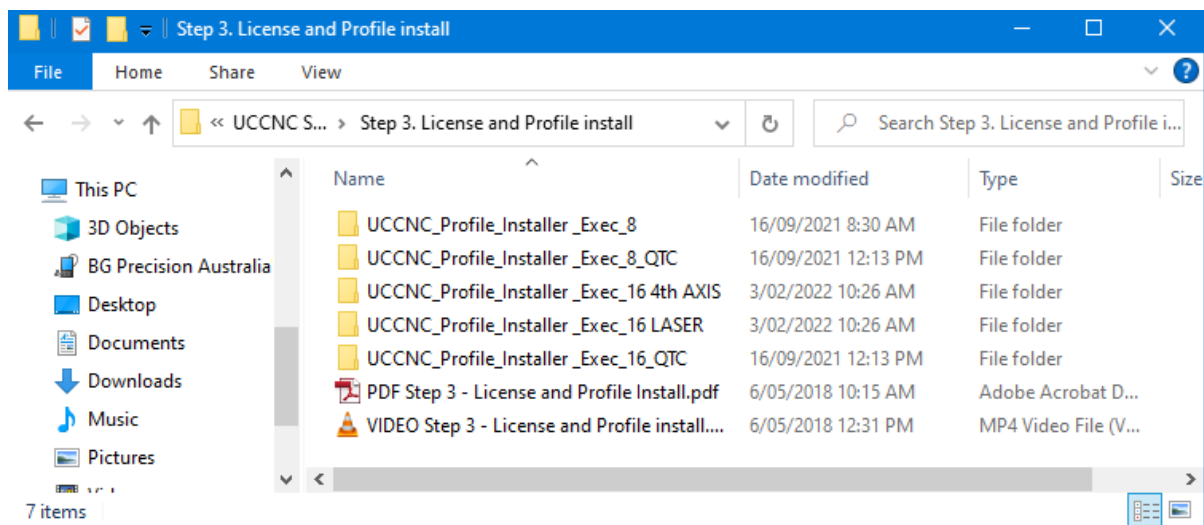 Step 3. License and Profile install
File Home Share View
« UCCNC S... › Step 3. License and Profile install Search Step 3. License and Profile i...
This PC
3D Objects
BG Precision Australia
Desktop
Documents
Downloads
Music
Pictures
Name Date modified Type Size
UCCNC_Profile_Installer _Exec_8 16/09/2021 8:30 AM File folder
UCCNC_Profile_Installer _Exec_8_QTC 16/09/2021 12:13 PM File folder
UCCNC_Profile_Installer _Exec_16 4th AXIS 3/02/2022 10:26 AM File folder
UCCNC_Profile_Installer _Exec_16 LASER 3/02/2022 10:26 AM File folder
UCCNC_Profile_Installer _Exec_16_QTC 16/09/2021 12:13 PM File folder
PDF Step 3 - License and Profile Install.pdf 6/05/2018 10:15 AM Adobe Acrobat D...
VIDEO Step 3 - License and Profile install.... 6/05/2018 12:31 PM MP4 Video File (V...
7 items